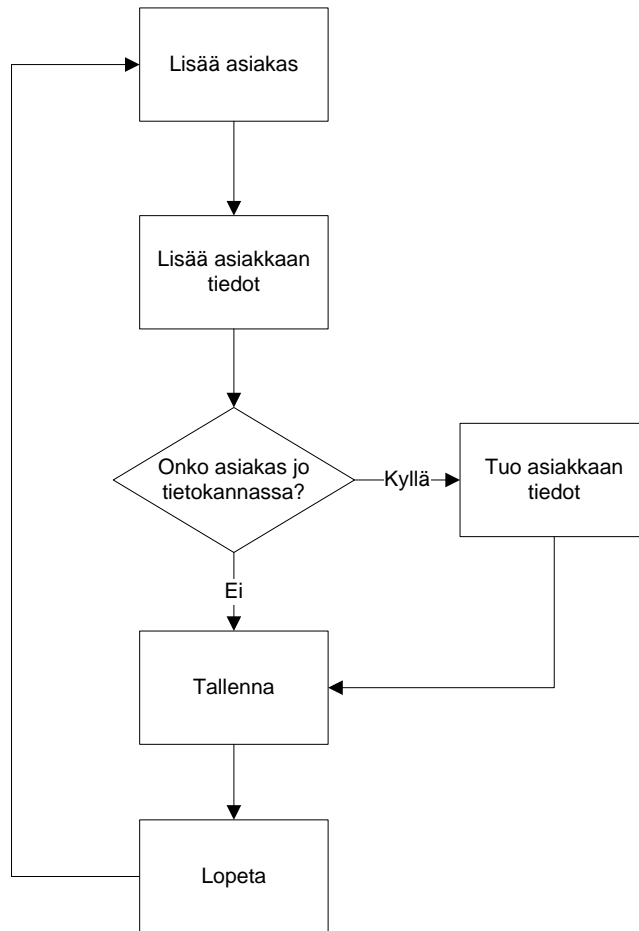 Lisää asiakas
Lisää asiakkaan
tiedot
Onko asiakas jo
tietokannassa?
Kyllä
Tuo asiakkaan
tiedot
Ei
Tallenna
Lopeta